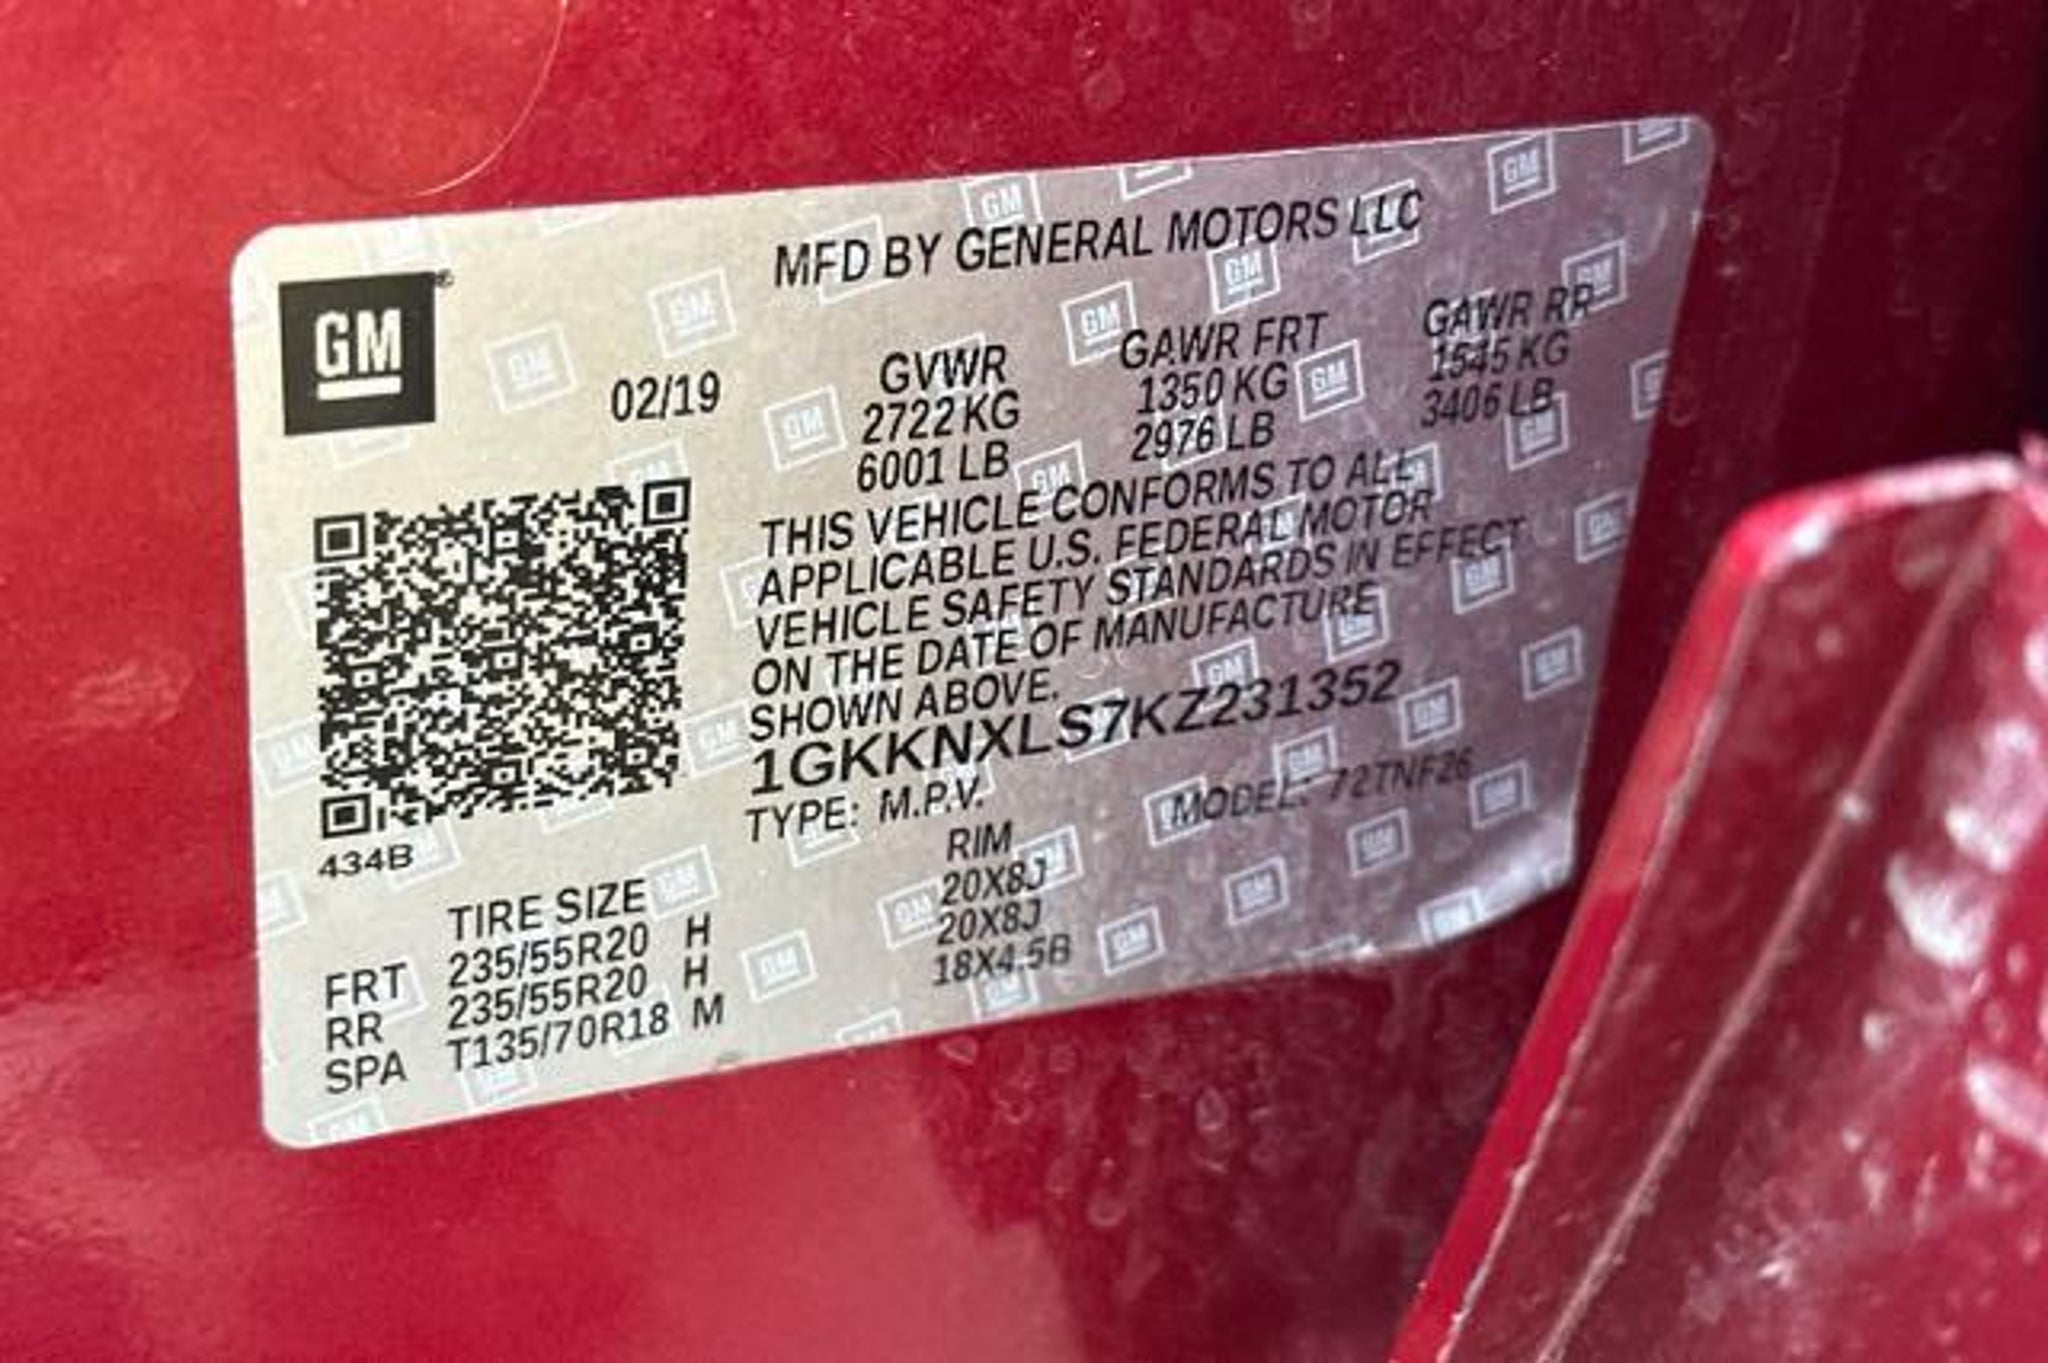 GM
MFD BY GENERAL MOTORS LLC
02/19
GVWR GAWR FRT GAWR RR
2722 KG 1350 KG 1545 KG
6001 LB 2976 LB 3406 LB
THIS VEHICLE CONFORMS TO ALL
APPLICABLE U.S. FEDERAL MOTOR
VEHICLE SAFETY STANDARDS IN EFFECT
ON THE DATE OF MANUFACTURE
SHOWN ABOVE.
1GKKNXLS7KZ231352
TYPE: M.P.V. MODEL: 72TNF26
434B
TIRE SIZE RIM
FRT 235/55R20 H 20X8J
RR 235/55R20 H 20X8J
SPA T135/70R18 M 18X4.5B